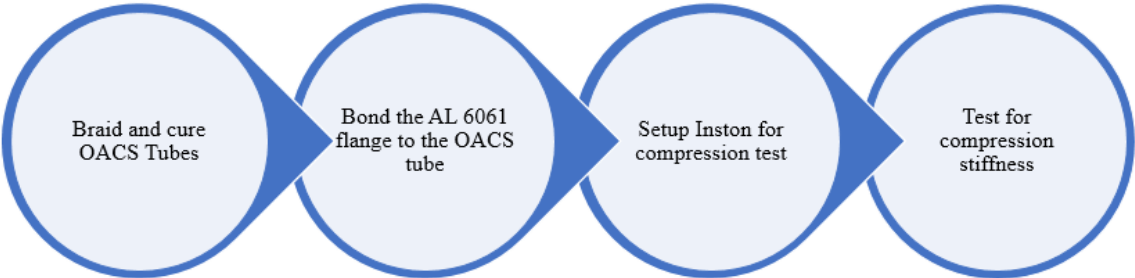 Braid and cure
OACS Tubes
Bond the AL 6061
flange to the OACS
tube
Setup Inston for
compression test
Test for
compression
stiffness